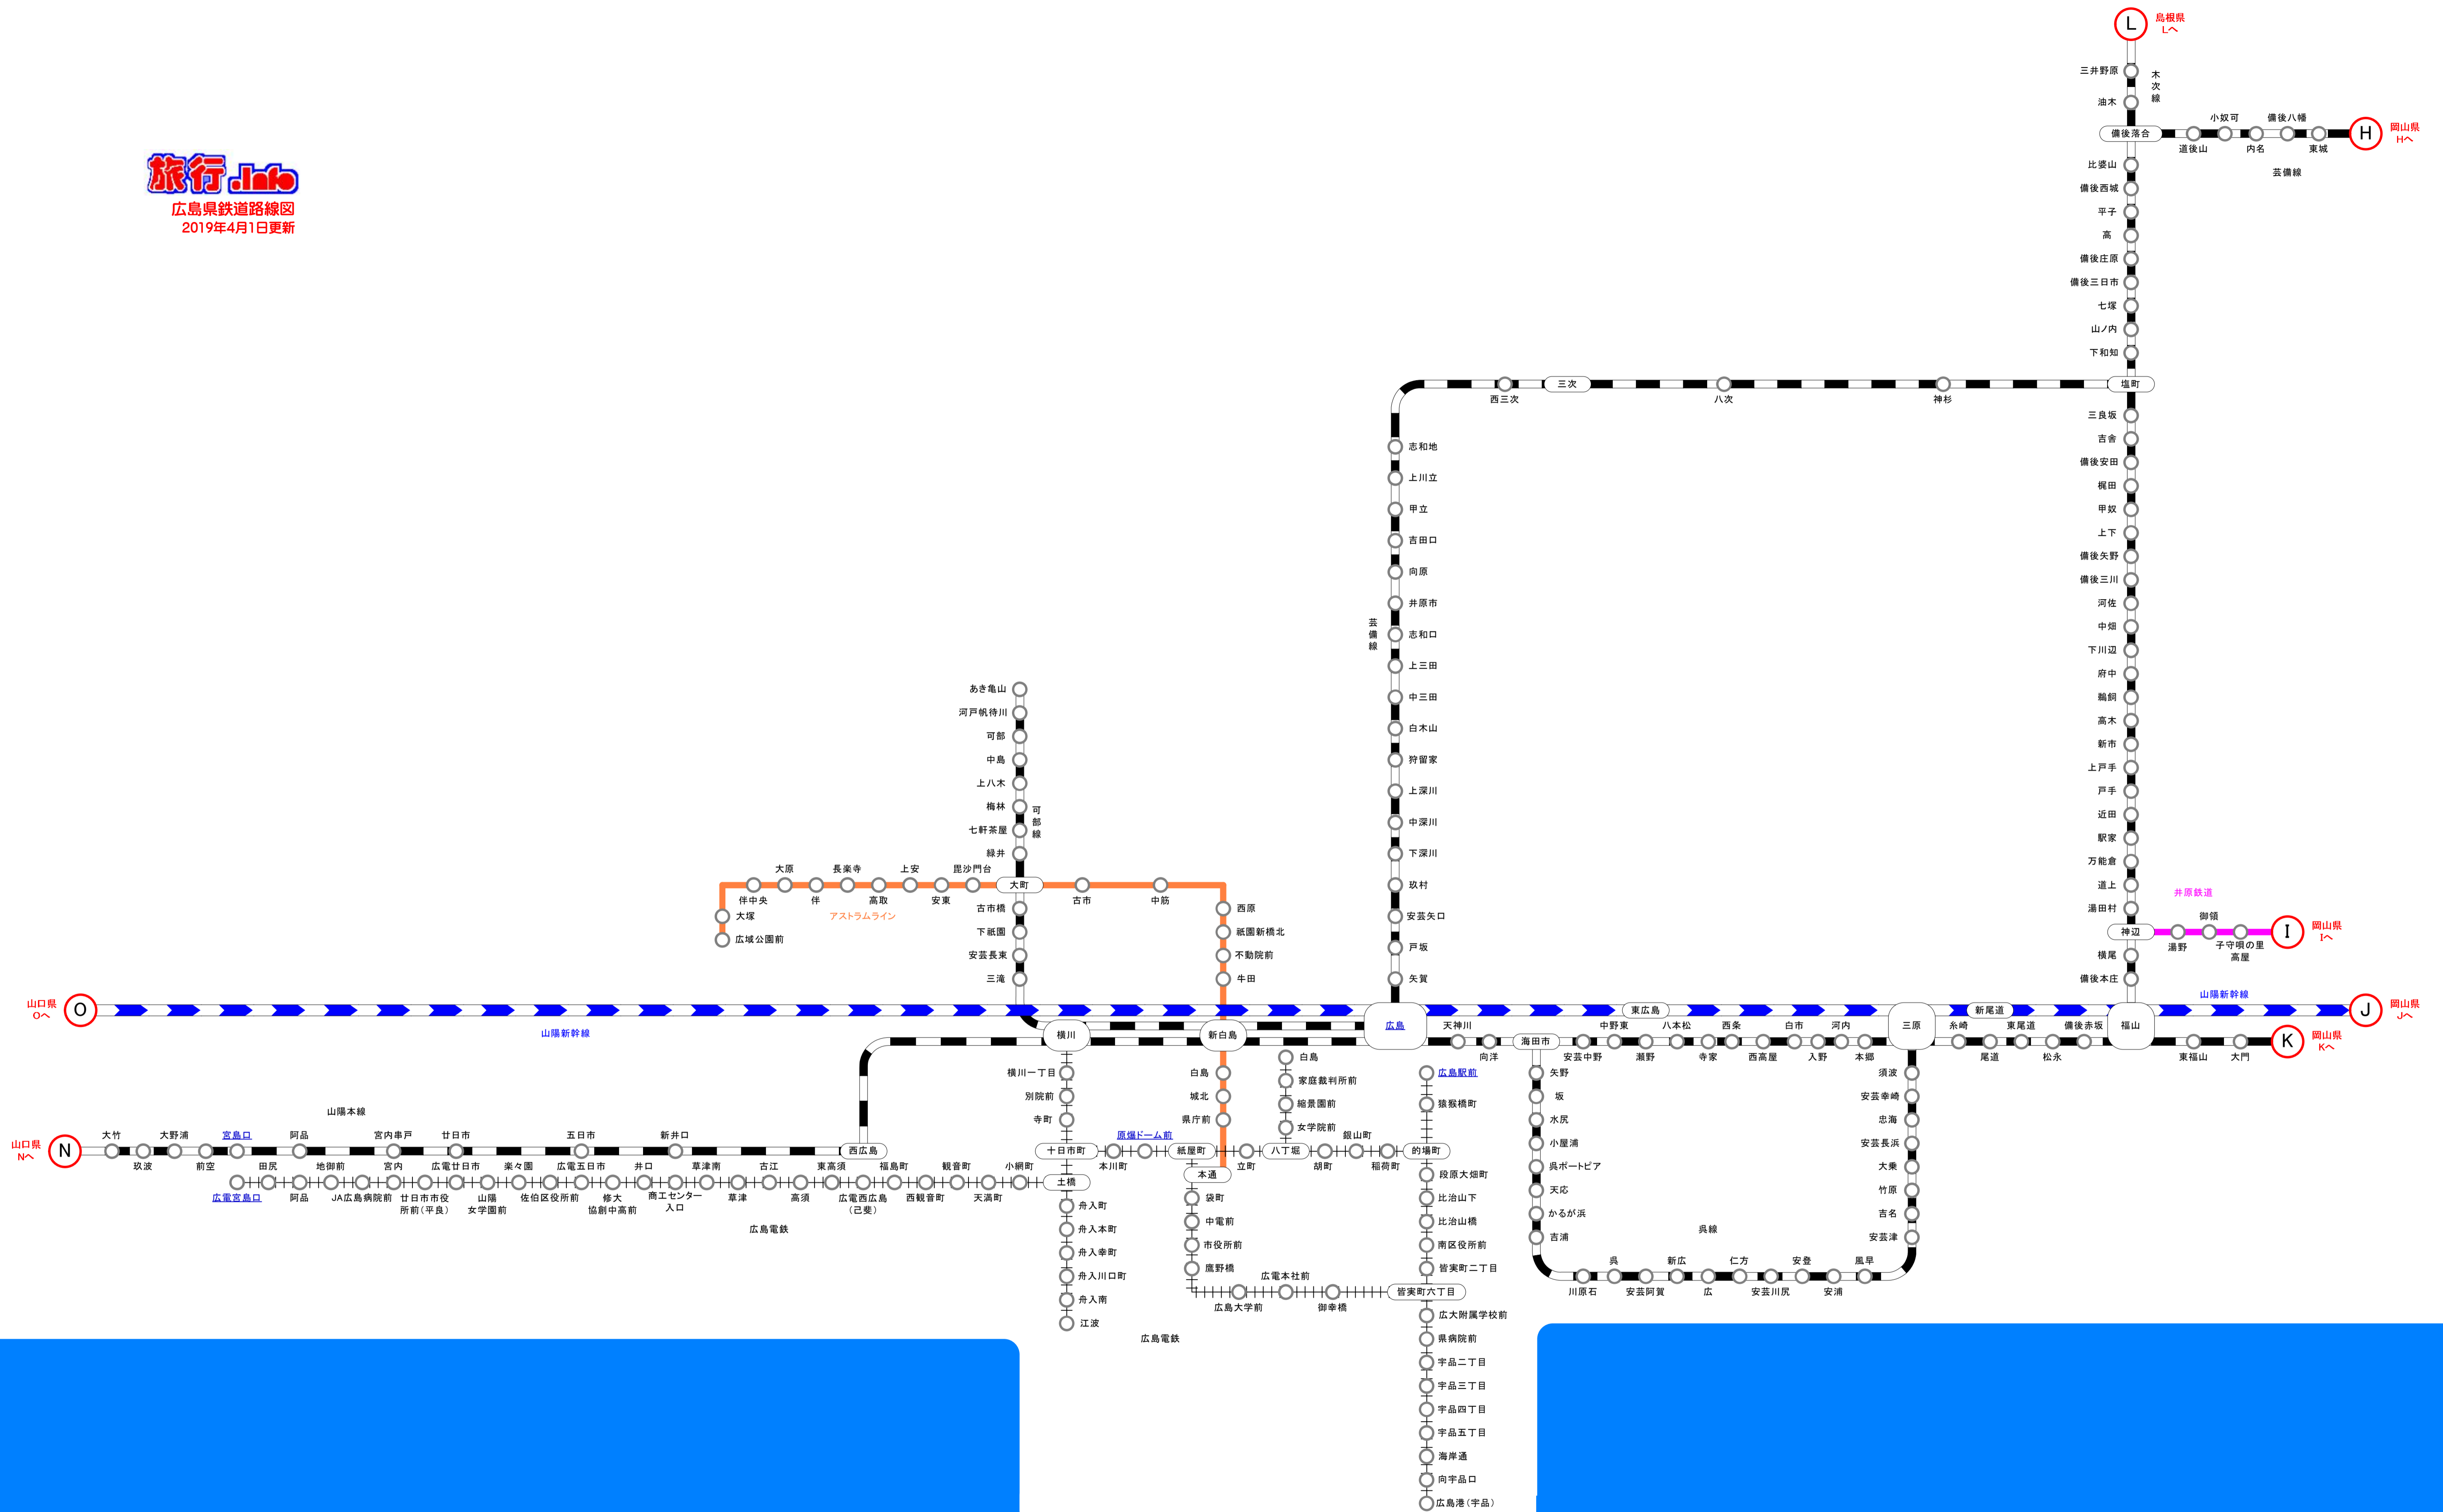 L
島根県
Lへ
三井野原
木次線
油木
備後落合
小奴可
備後八幡
H
岡山県
Hへ
道後山
内名
東城
芸備線
旅行.Info
広島県鉄道路線図
2019年4月1日更新
比婆山
備後西城
平子
高
備後庄原
備後三日市
七塚
山ノ内
下和知
西三次
三次
八次
神杉
塩町
三良坂
吉舎
備後安田
梶田
甲奴
上下
備後矢野
備後三川
河佐
中畑
下川辺
府中
鵜飼
高木
新市
上戸手
戸手
近田
駅家
万能倉
道上
湯田村
神辺
横尾
備後本庄
井原鉄道
御領
湯野
子守唄の里
高屋
I
岡山県
Iへ
志和地
上川立
甲立
吉田口
向原
井原市
芸備線
志和口
上三田
中三田
白木山
狩留家
上深川
中深川
下深川
玖村
安芸矢口
戸坂
矢賀
あき亀山
河戸帆待川
可部
中島
上八木
梅林
七軒茶屋
可部線
緑井
大町
古市橋
下祗園
安芸長束
三滝
大原
長楽寺
上安
毘沙門台
伴中央
伴
高取
安東
古市
中筋
アストラムライン
大塚
広域公園前
西原
祇園新橋北
不動院前
牛田
山口県
Oへ
O
山陽新幹線
山陽新幹線
J
岡山県
Jへ
横川
新白島
広島
東広島
三原
新尾道
福山
天神川
向洋
海田市
安芸中野
中野東
瀬野
八本松
寺家
西条
西高屋
白市
入野
河内
本郷
糸崎
尾道
東尾道
松永
備後赤坂
東福山
大門
K
岡山県
Kへ
横川一丁目
別院前
寺町
十日市町
白島
城北
県庁前
白島
家庭裁判所前
縮景園前
女学院前
広島駅前
猿猴橋町
原爆ドーム前
本川町
紙屋町
立町
八丁堀
胡町
銀山町
稲荷町
的場町
本通
矢野
坂
水尻
小屋浦
呉ポートピア
天応
かるが浜
吉浦
川原石
呉
安芸阿賀
新広
広
仁方
安芸川尻
安登
安浦
風早
呉線
須波
安芸幸崎
忠海
安芸長浜
大乗
竹原
吉名
安芸津
山口県
Nへ
N
山陽本線
大竹
玖波
大野浦
前空
宮島口
阿品
宮内串戸
廿日市
五日市
新井口
西広島
広電宮島口
田尻
阿品
地御前
JA広島病院前
宮内
廿日市市役
所前(平良)
広電廿日市
山陽
女学園前
楽々園
佐伯区役所前
広電五日市
修大
協創中高前
井口
商工センター
入口
草津南
草津
古江
高須
東高須
広電西広島
(己斐)
福島町
西観音町
観音町
天満町
小網町
土橋
広島電鉄
舟入町
舟入本町
舟入幸町
舟入川口町
舟入南
江波
袋町
中電前
市役所前
鷹野橋
広島大学前
広電本社前
御幸橋
皆実町六丁目
広島電鉄
段原大畑町
比治山下
比治山橋
南区役所前
皆実町二丁目
広大附属学校前
県病院前
宇品二丁目
宇品三丁目
宇品四丁目
宇品五丁目
海岸通
向宇品口
広島港(宇品)